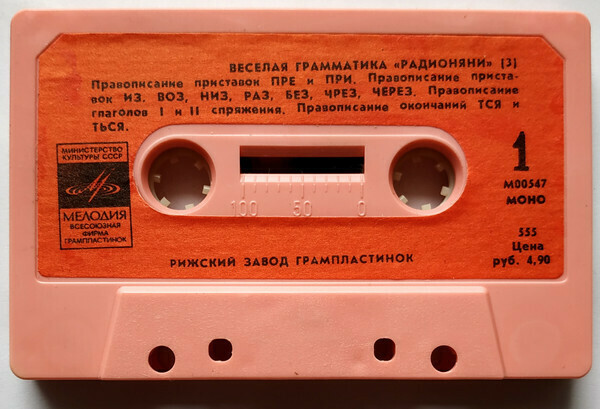 ВЕСЕЛАЯ ГРАММАТИКА «РАДИОНЯНИ» (3)
Правописание приставок ПРЕ и ПРИ. Правописание приста-
вок ИЗ, ВОЗ, НИЗ, РАЗ, БЕЗ, ЧРЕЗ, ЧЕРЕЗ. Правописание
глаголов I и II спряжения. Правописание окончаний ТСЯ и
ТЬСЯ.
МИНИСТЕРСТВО
КУЛЬТУРЫ СССР
МЕЛОДИЯ
ВСЕСОЮЗНАЯ
ФИРМА
ГРАМПЛАСТИНОК
100 50 0
1
М00547
МОНО
555
Цена
руб. 4,90
РИЖСКИЙ ЗАВОД ГРАМПЛАСТИНОК